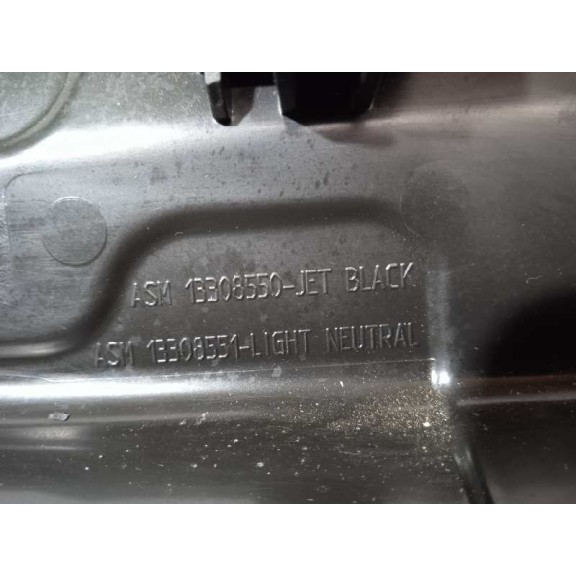 ASM 13308550-JET BLACK
ASM 13308551-LIGHT NEUTRAL